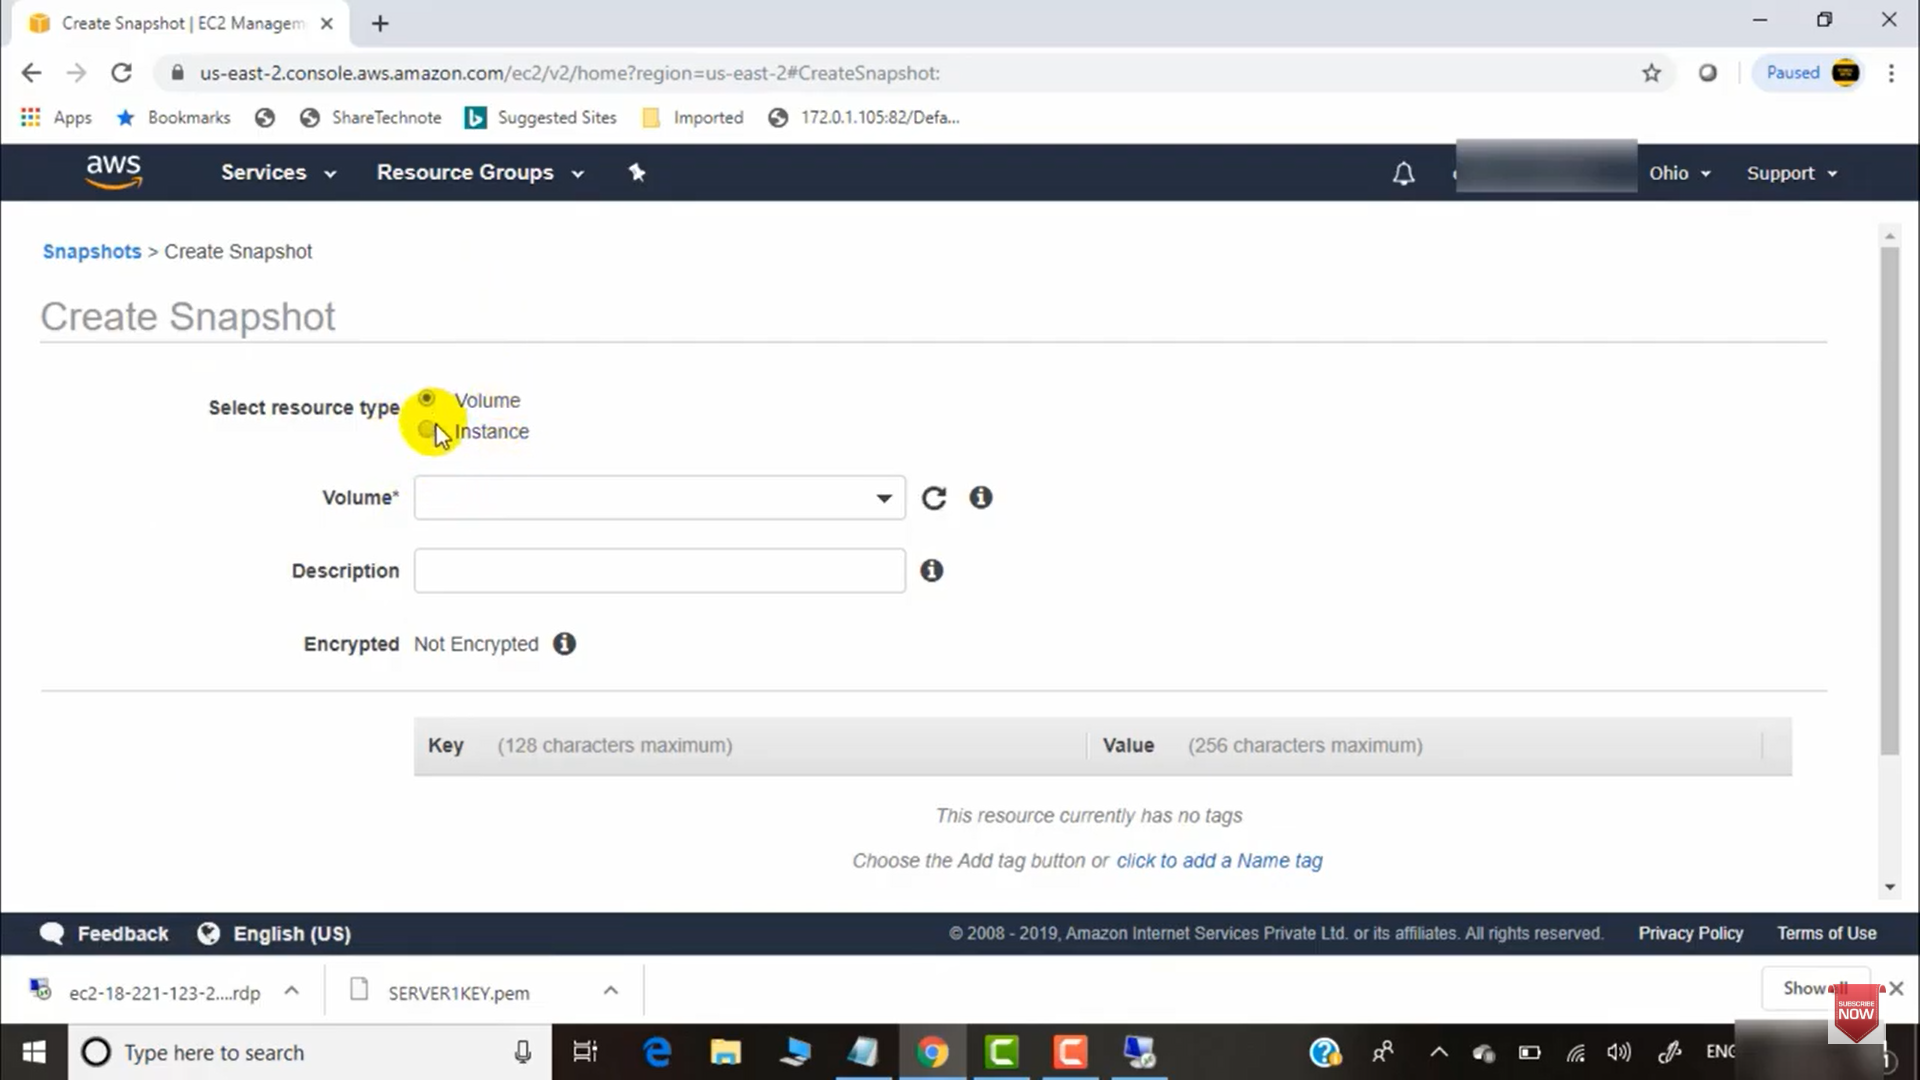 Create Snapshot | EC2 Managem
us-east-2.console.aws.amazon.com/ec2/v2/home?region=us-east-2#CreateSnapshot:
Paused
Apps
Bookmarks
ShareTechnote
Suggested Sites
Imported
172.0.1.105:82/Defa...
aws
Services
Resource Groups
Ohio
Support
Snapshots > Create Snapshot
Create Snapshot
Select resource type
Volume
Instance
Volume*
Description
Encrypted
Not Encrypted
Key (128 characters maximum)
Value (256 characters maximum)
This resource currently has no tags
Choose the Add tag button or click to add a Name tag
Feedback
English (US)
© 2008 - 2019, Amazon Internet Services Private Ltd. or its affiliates. All rights reserved.
Privacy Policy
Terms of Use
ec2-18-221-123-2....rdp
SERVER1KEY.pem
Show all
SUBSCRIBE
NOW
Type here to search
ENG